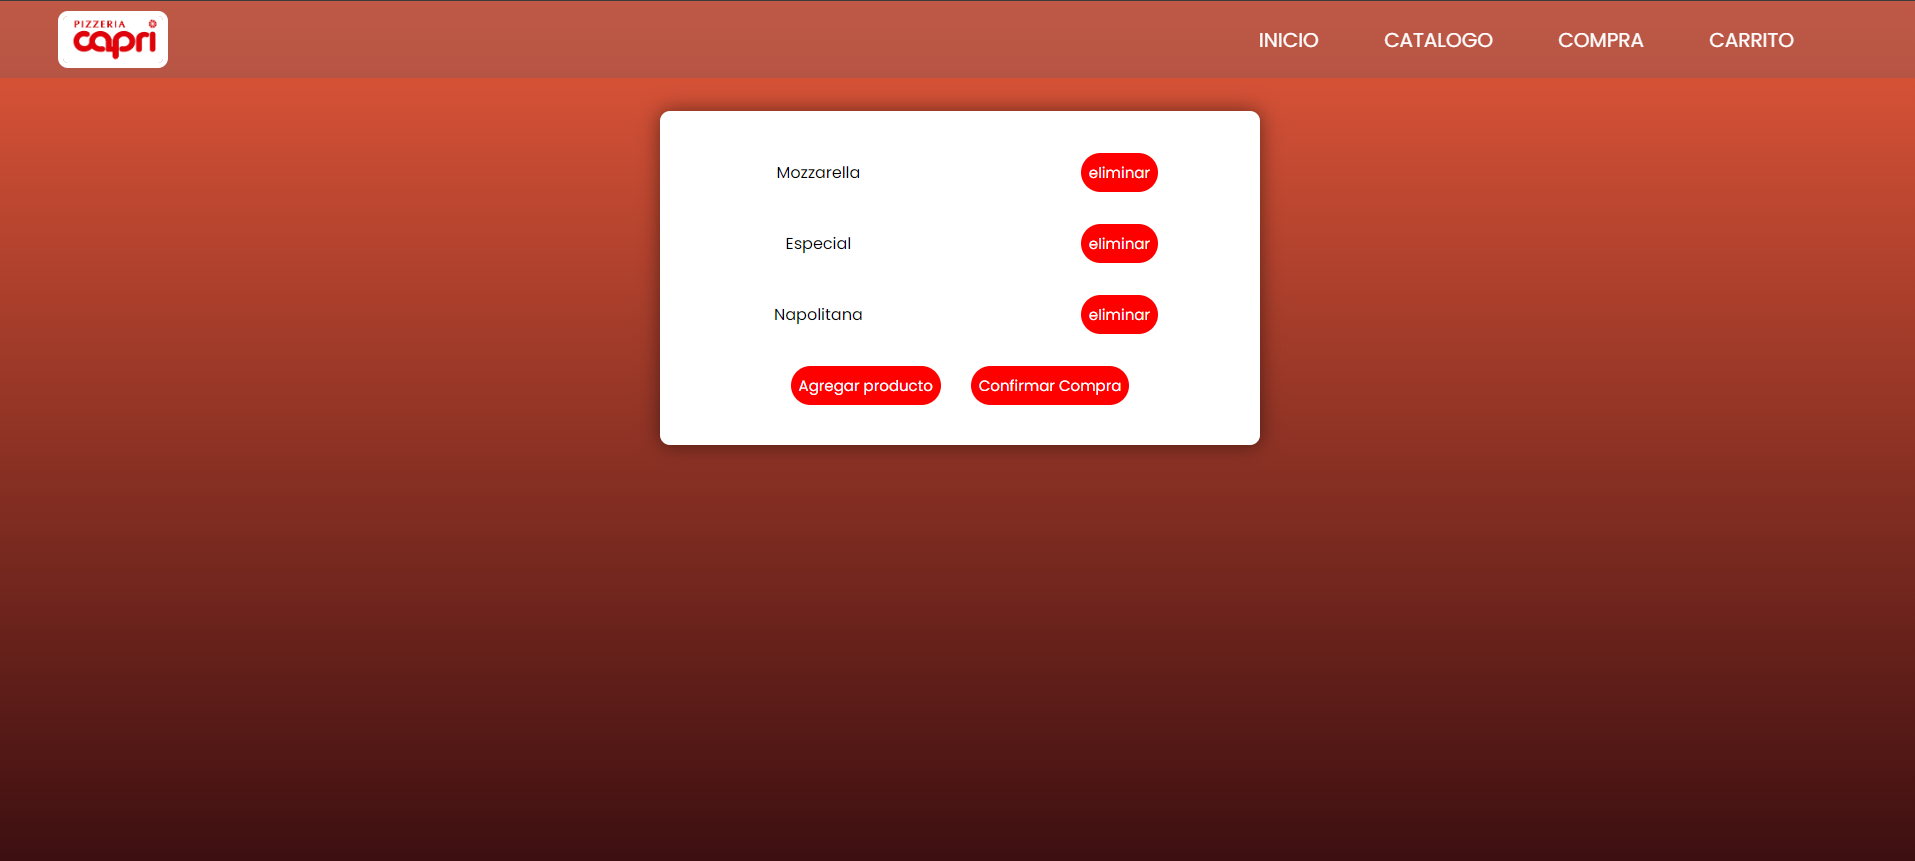 PIZZERIA
capri
INICIO CATALOGO COMPRA CARRITO
Mozzarella eliminar
Especial eliminar
Napolitana eliminar
Agregar producto Confirmar Compra